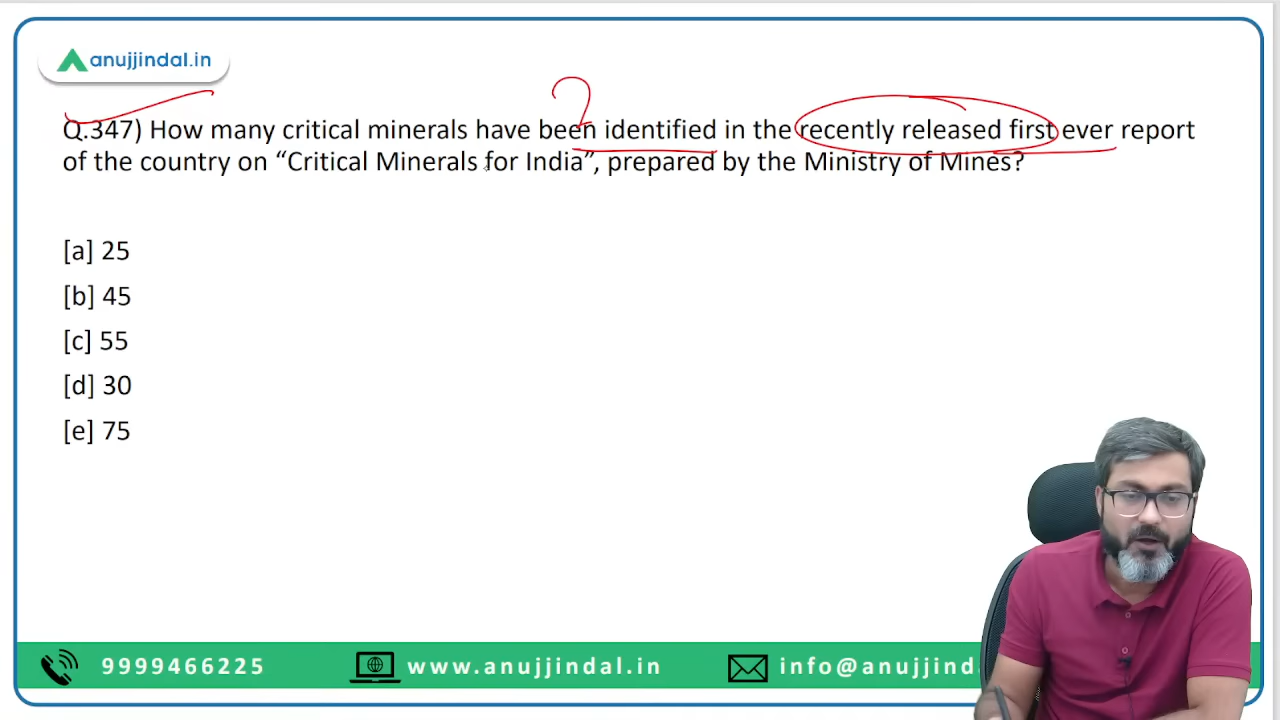 anujjindal.in
Q.347) How many critical minerals have been identified in the recently released first ever report
of the country on “Critical Minerals for India”, prepared by the Ministry of Mines?
[a] 25
[b] 45
[c] 55
[d] 30
[e] 75
9999466225 www.anujjindal.in info@anujjind